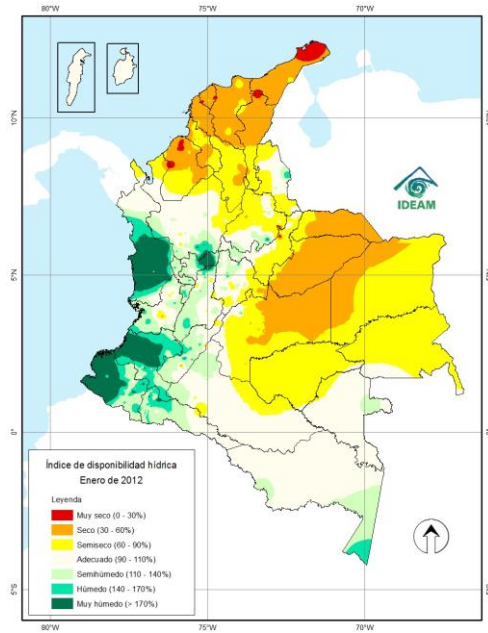 80°W
75°W
70°W
10°N
5°N
0°
5°S
IDEAM
Índice de disponibilidad hídrica
Enero de 2012
Leyenda
Muy seco (0 - 30%)
Seco (30 - 60%)
Semiseco (60 - 90%)
Adecuado (90 - 110%)
Semihúmedo (110 - 140%)
Húmedo (140 - 170%)
Muy húmedo (> 170%)
80°W
75°W
70°W